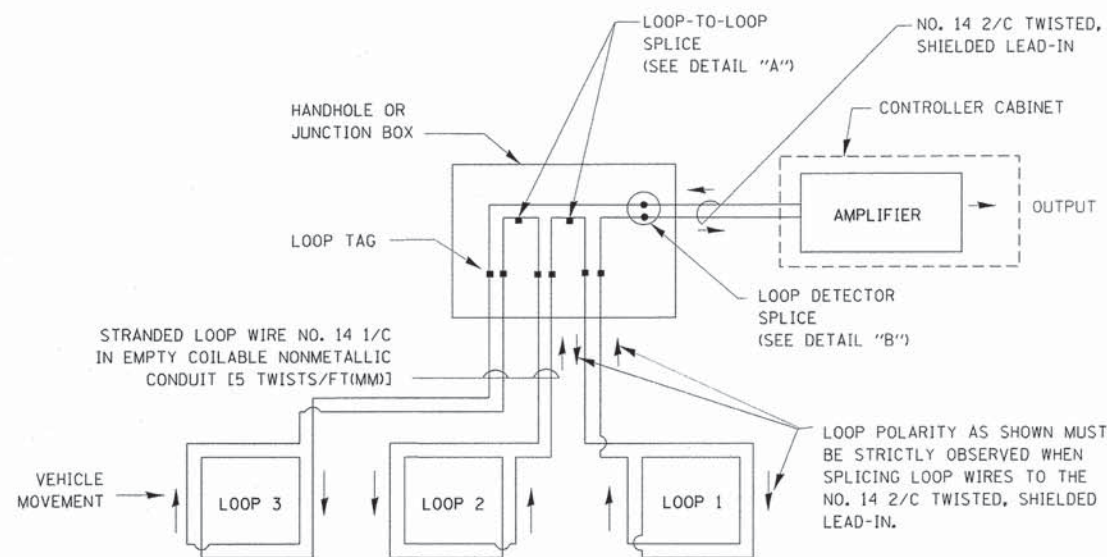 LOOP-TO-LOOP
SPLICE
(SEE DETAIL "A")
NO. 14 2/C TWISTED,
SHIELDED LEAD-IN
HANDHOLE OR
JUNCTION BOX
CONTROLLER CABINET
AMPLIFIER
OUTPUT
LOOP TAG
LOOP DETECTOR
SPLICE
(SEE DETAIL "B")
STRANDED LOOP WIRE NO. 14 1/C
IN EMPTY COILABLE NONMETALLIC
CONDUIT [5 TWISTS/FT(MM)]
LOOP POLARITY AS SHOWN MUST
BE STRICTLY OBSERVED WHEN
SPLICING LOOP WIRES TO THE
NO. 14 2/C TWISTED, SHIELDED
LEAD-IN.
VEHICLE
MOVEMENT
LOOP 3
LOOP 2
LOOP 1